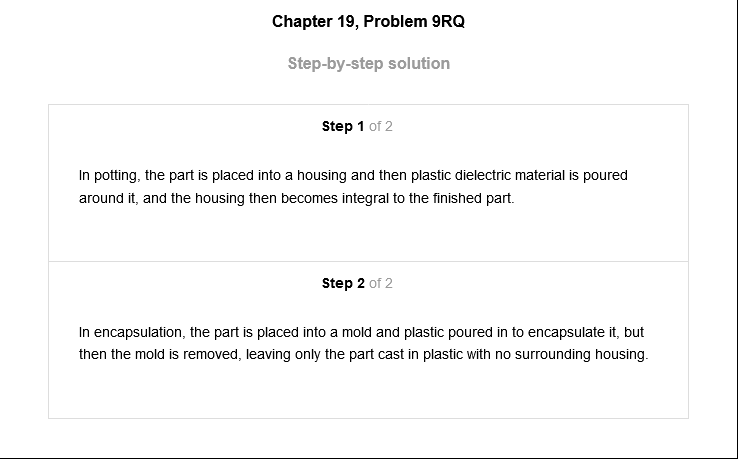 Chapter 19, Problem 9RQ
Step-by-step solution
Step 1 of 2
In potting, the part is placed into a housing and then plastic dielectric material is poured
around it, and the housing then becomes integral to the finished part.
Step 2 of 2
In encapsulation, the part is placed into a mold and plastic poured in to encapsulate it, but
then the mold is removed, leaving only the part cast in plastic with no surrounding housing.